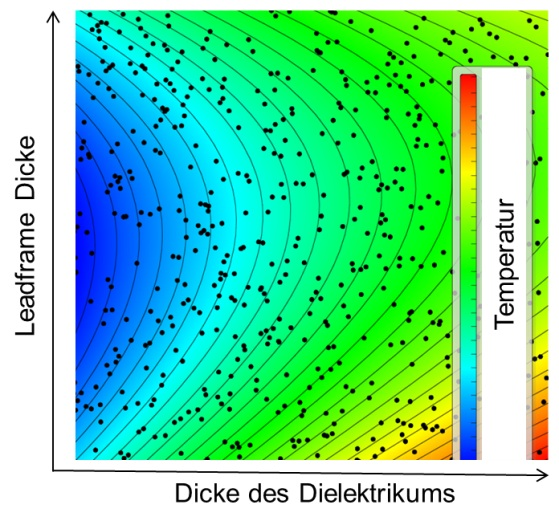 Leadframe Dicke
Temperatur
Dicke des Dielektrikums